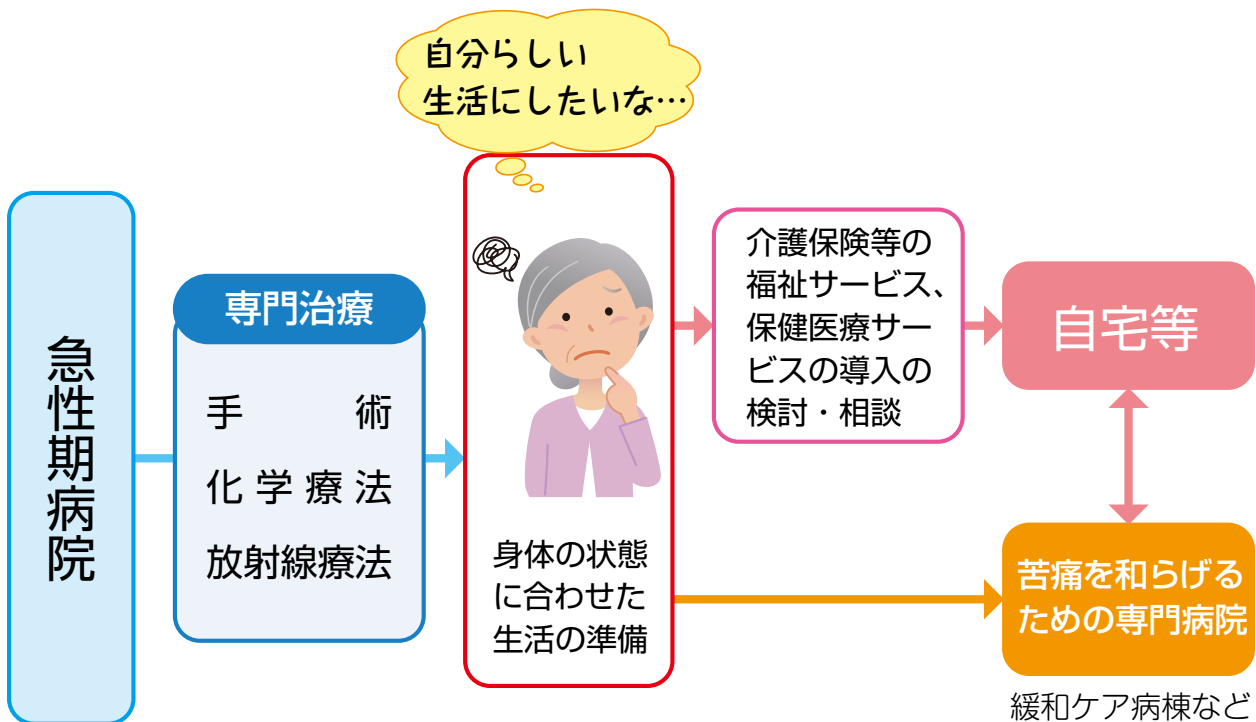 自分らしい
生活にしたいな…
急性期病院
専門治療
手術
化学療法
放射線療法
身体の状態
に合わせた
生活の準備
介護保険等の
福祉サービス、
保健医療サー
ビスの導入の
検討・相談
自宅等
苦痛を和らげる
ための専門病院
緩和ケア病棟など